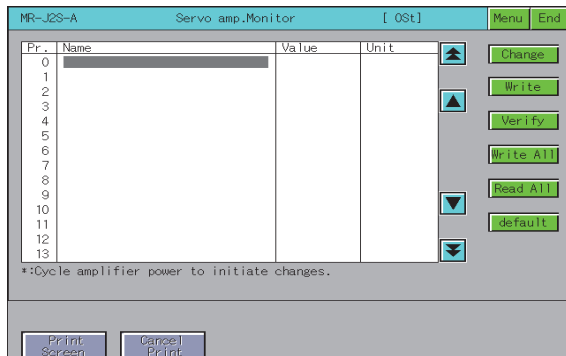 MR-J2S-A Servo amp.Monitor [ OSt] Menu End
Pr. Name Value Unit
0
1
2
3
4
5
6
7
8
9
10
11
12
13
Change
Write
Verify
Write All
Read All
default
*:Cycle amplifier power to initiate changes.
Print
Screen
Cancel
Print